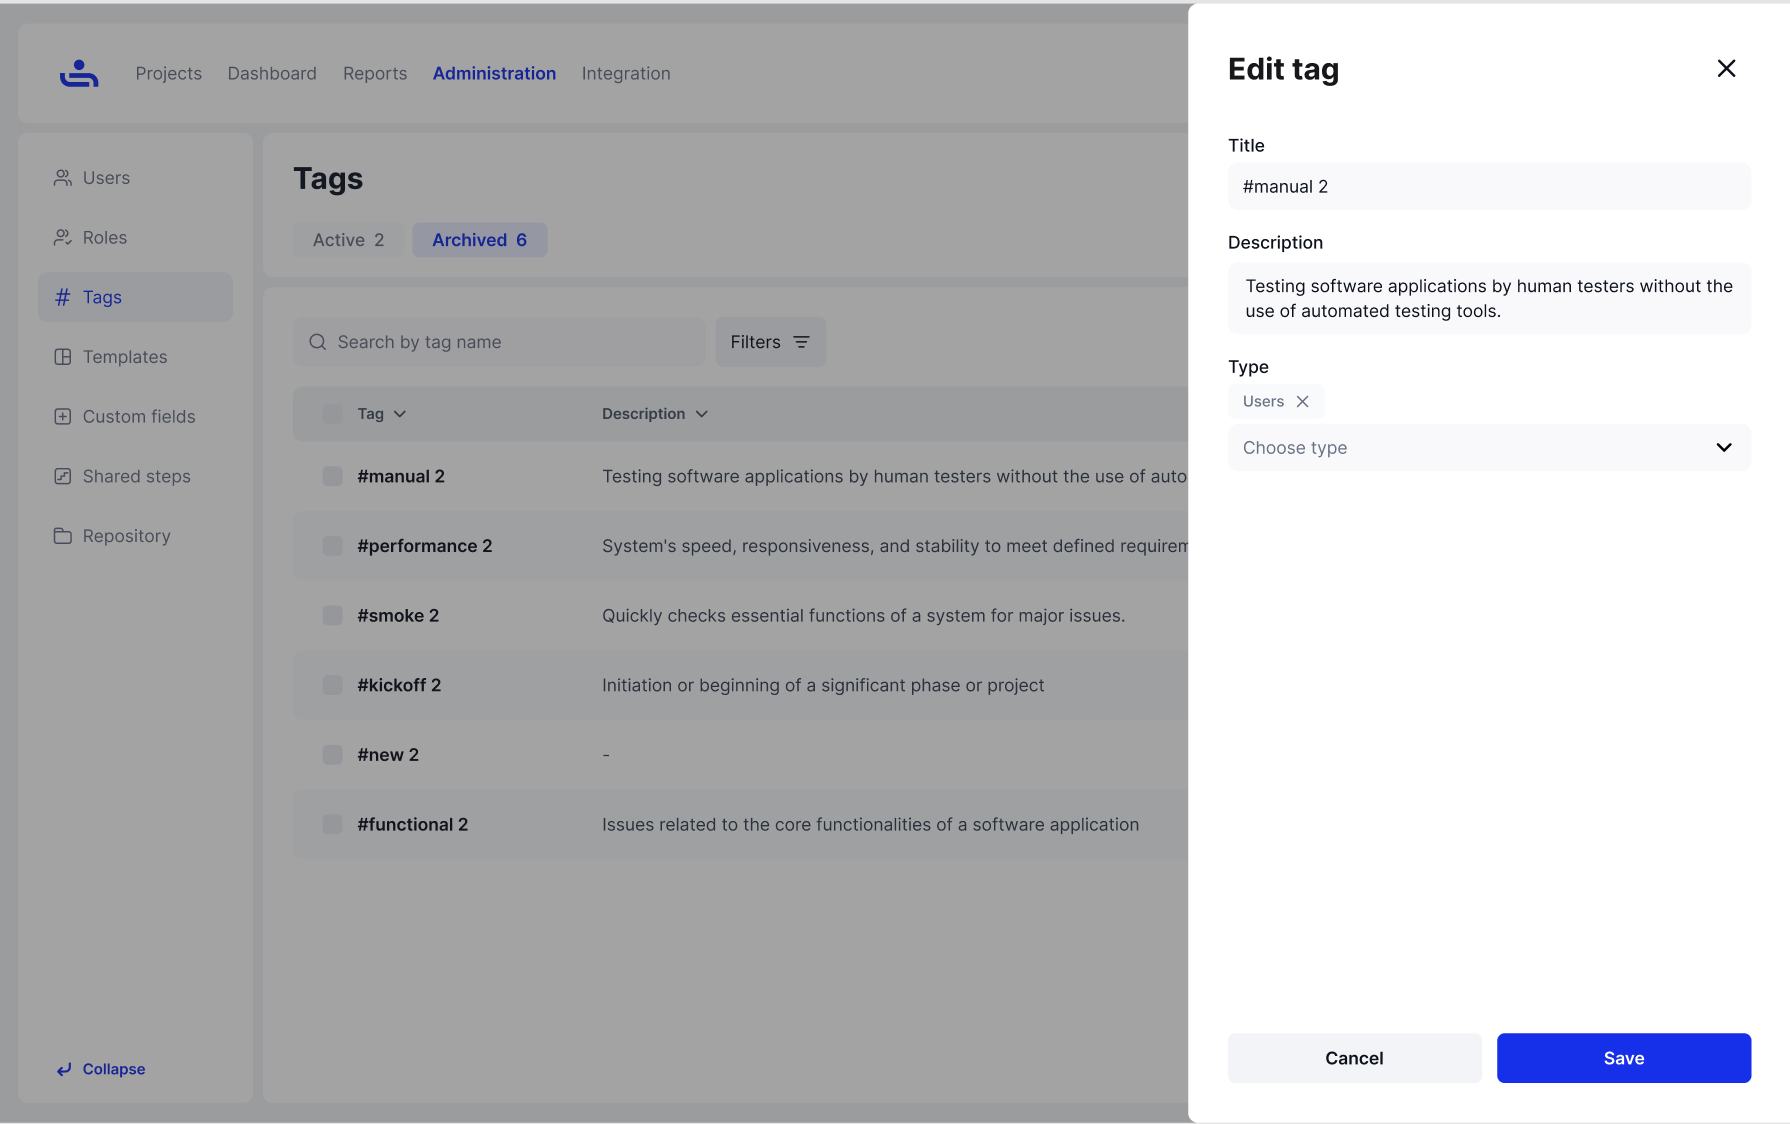 Projects Dashboard Reports Administration Integration
Users
Roles
Tags
Templates
Custom fields
Shared steps
Repository
Collapse
Tags
Active 2 Archived 6
Search by tag name Filters
Tag Description
#manual 2 Testing software applications by human testers without the use of auto
#performance 2 System's speed, responsiveness, and stability to meet defined requirem
#smoke 2 Quickly checks essential functions of a system for major issues.
#kickoff 2 Initiation or beginning of a significant phase or project
#new 2 -
#functional 2 Issues related to the core functionalities of a software application
Edit tag
Title
#manual 2
Description
Testing software applications by human testers without the
use of automated testing tools.
Type
Users
Choose type
Cancel Save